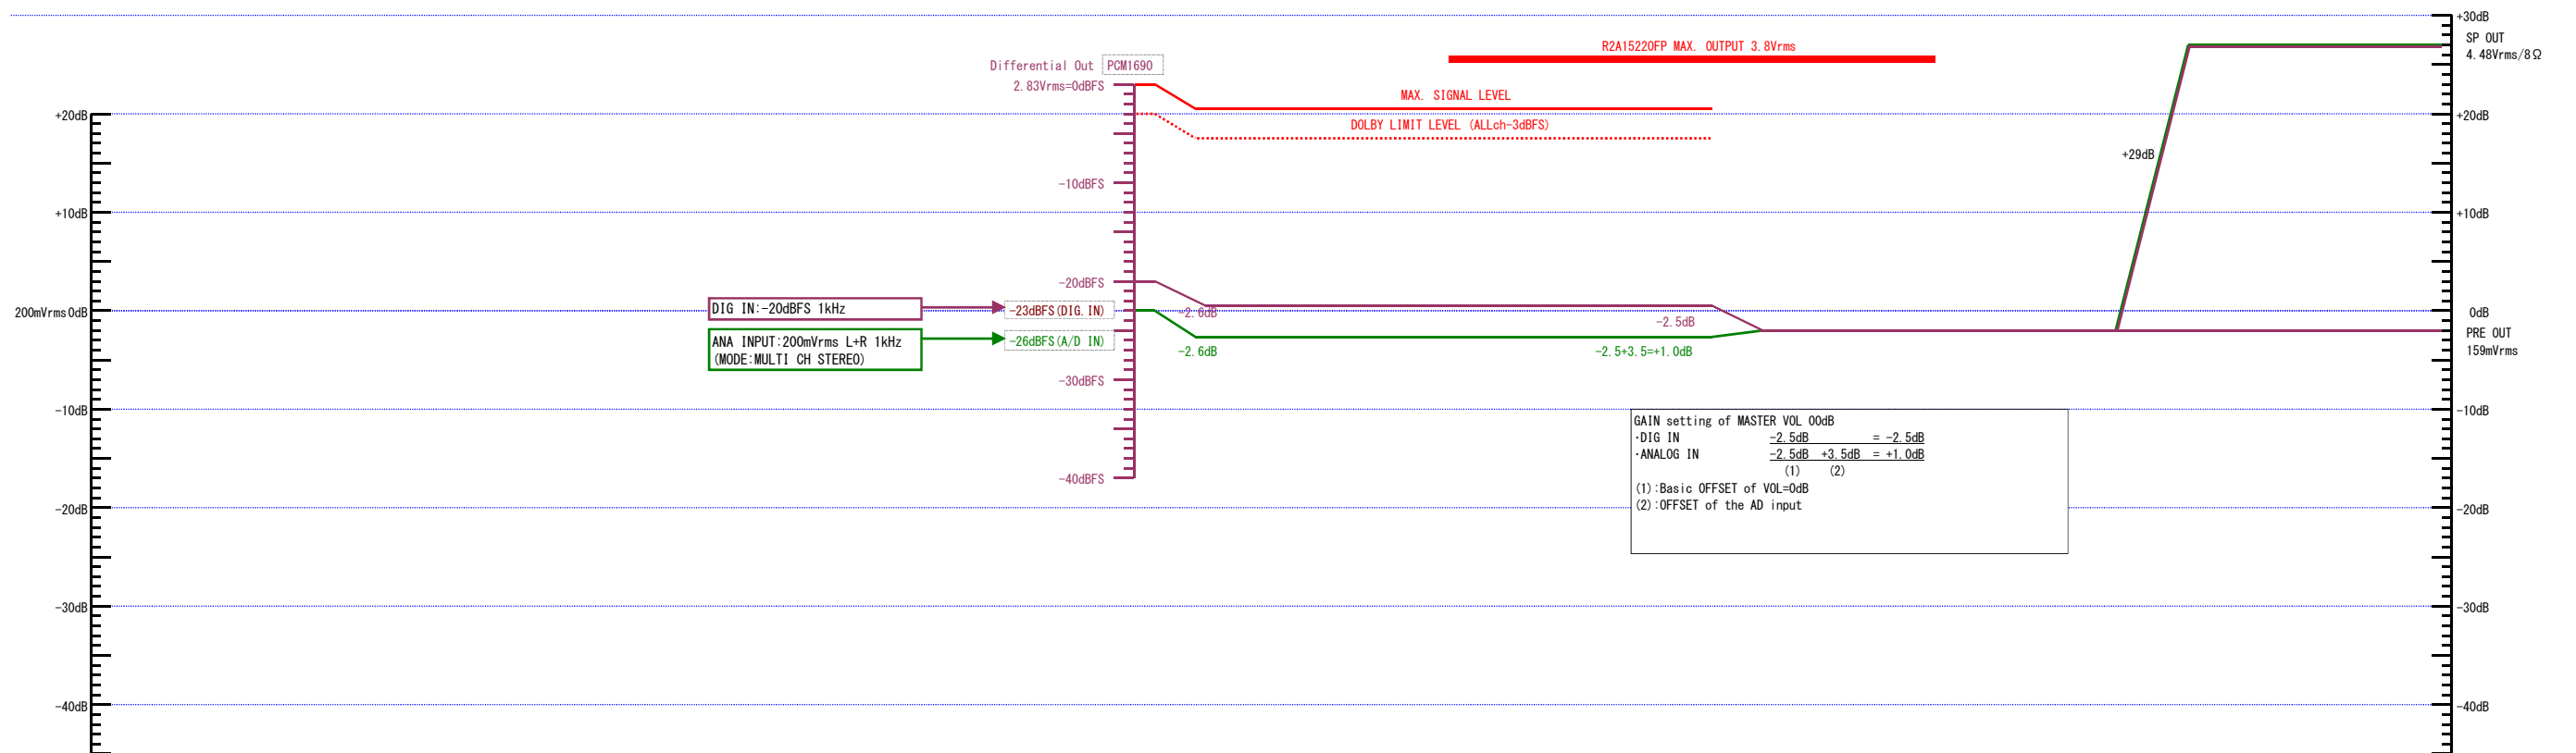 +30dB
SP OUT
4.48Vrms/8Ω
R2A15220FP MAX. OUTPUT 3.8Vrms
Differential Out PCM1690
2.83Vrms=0dBFS
MAX. SIGNAL LEVEL
DOLBY LIMIT LEVEL (ALLch-3dBFS)
+20dB
+20dB
+29dB
-10dBFS
+10dB
+10dB
-20dBFS
DIG IN:-20dBFS 1kHz
-23dBFS(DIG.IN)
-2.6dB
-2.5dB
200mVrms 0dB
0dB
ANA INPUT:200mVrms L+R 1kHz
(MODE:MULTI CH STEREO)
-26dBFS(A/D IN)
-2.6dB
-2.5+3.5=+1.0dB
PRE OUT
159mVrms
-30dBFS
-10dB
-10dB
GAIN setting of MASTER VOL 00dB
·DIG IN -2.5dB = -2.5dB
·ANALOG IN -2.5dB +3.5dB = +1.0dB
(1) (2)
(1):Basic OFFSET of VOL=0dB
(2):OFFSET of the AD input
-40dBFS
-20dB
-20dB
-30dB
-30dB
-40dB
-40dB